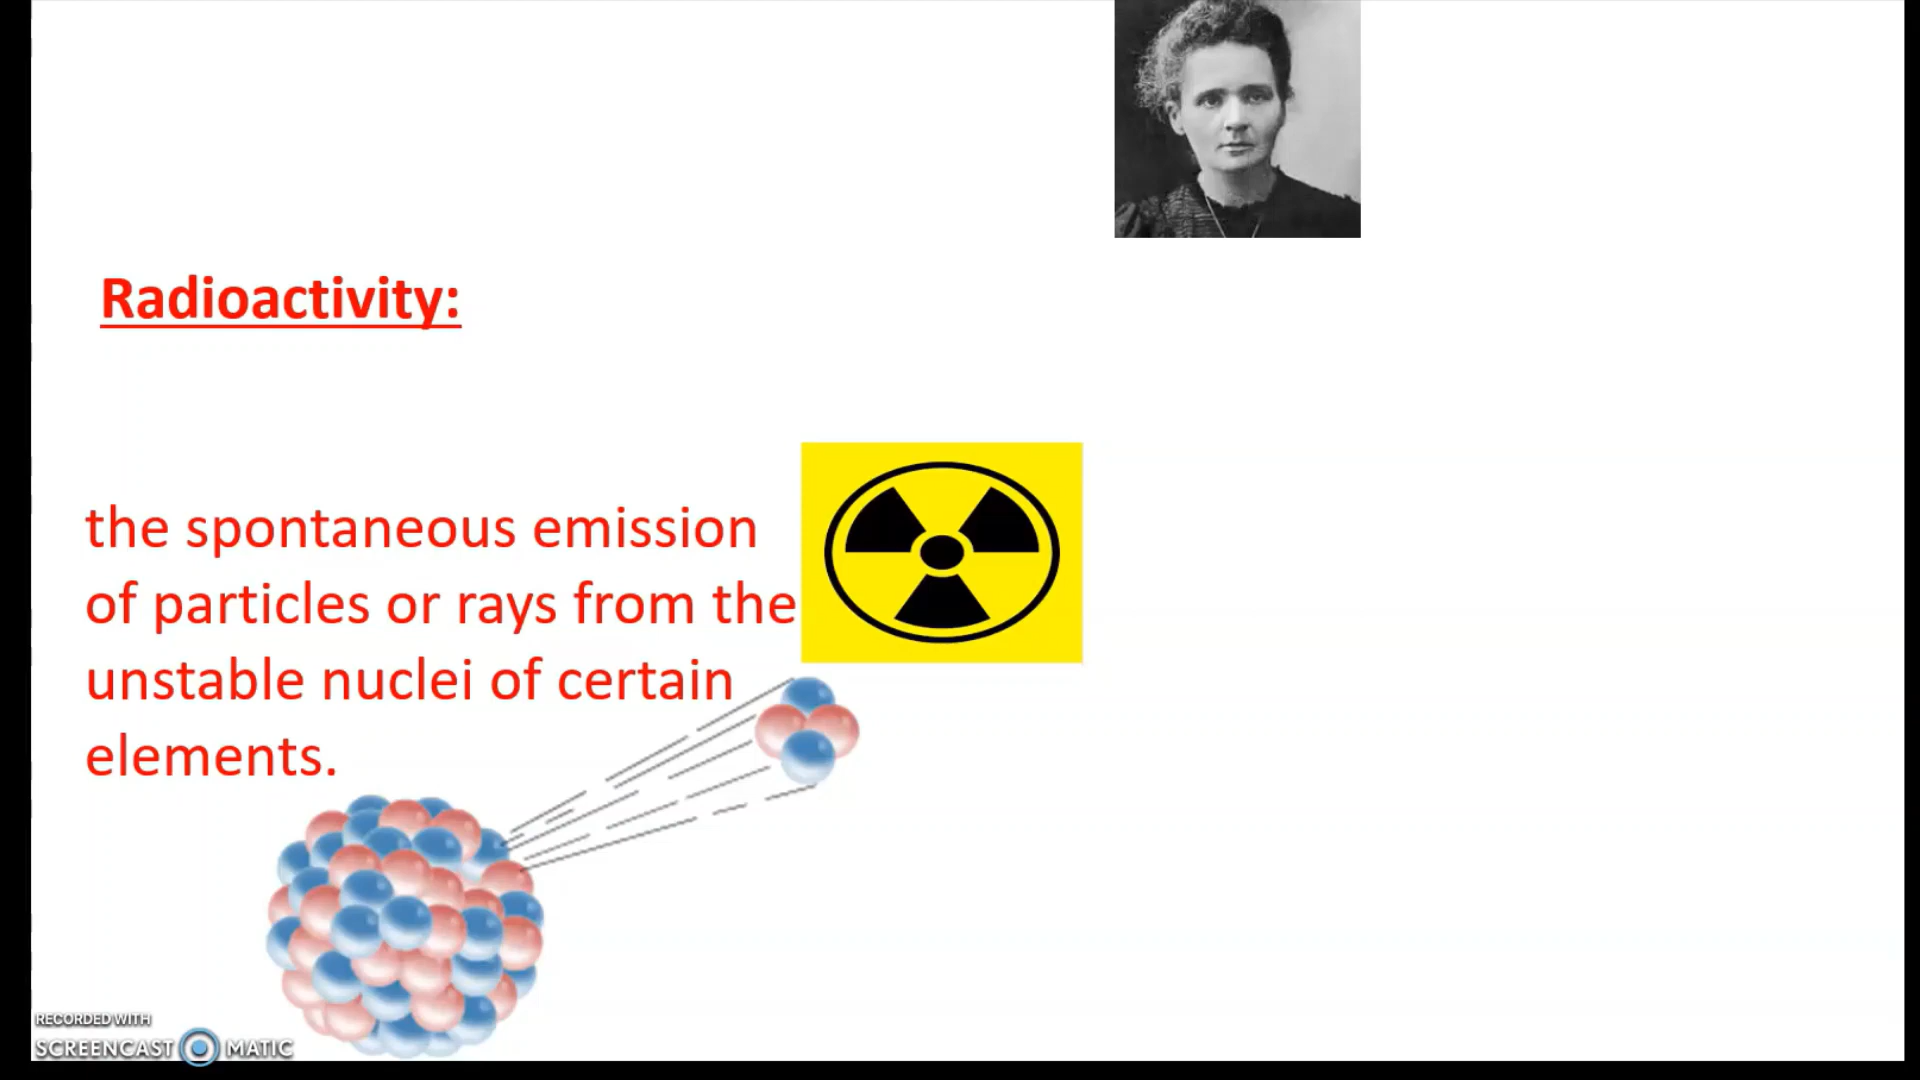 Radioactivity:
the spontaneous emission
of particles or rays from the
unstable nuclei of certain
elements.
RECORDED WITH
SCREENCAST MATIC